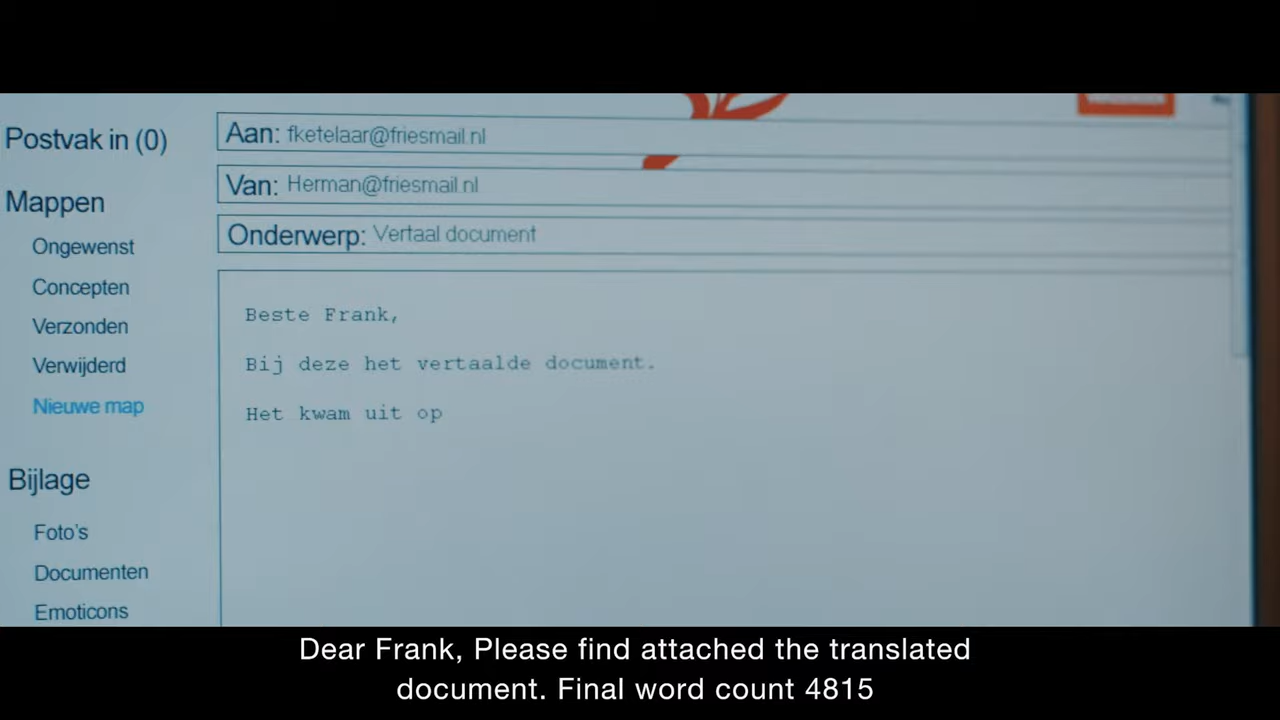 Postvak in (0)
Mappen
Ongewenst
Concepten
Verzonden
Verwijderd
Nieuwe map
Bijlage
Foto's
Documenten
Emoticons
Aan: fketelaar@friesmail.nl
Van: Herman@friesmail.nl
Onderwerp: Vertaal document
Beste Frank,
Bij deze het vertaalde document.
Het kwam uit op
Dear Frank, Please find attached the translated
document. Final word count 4815